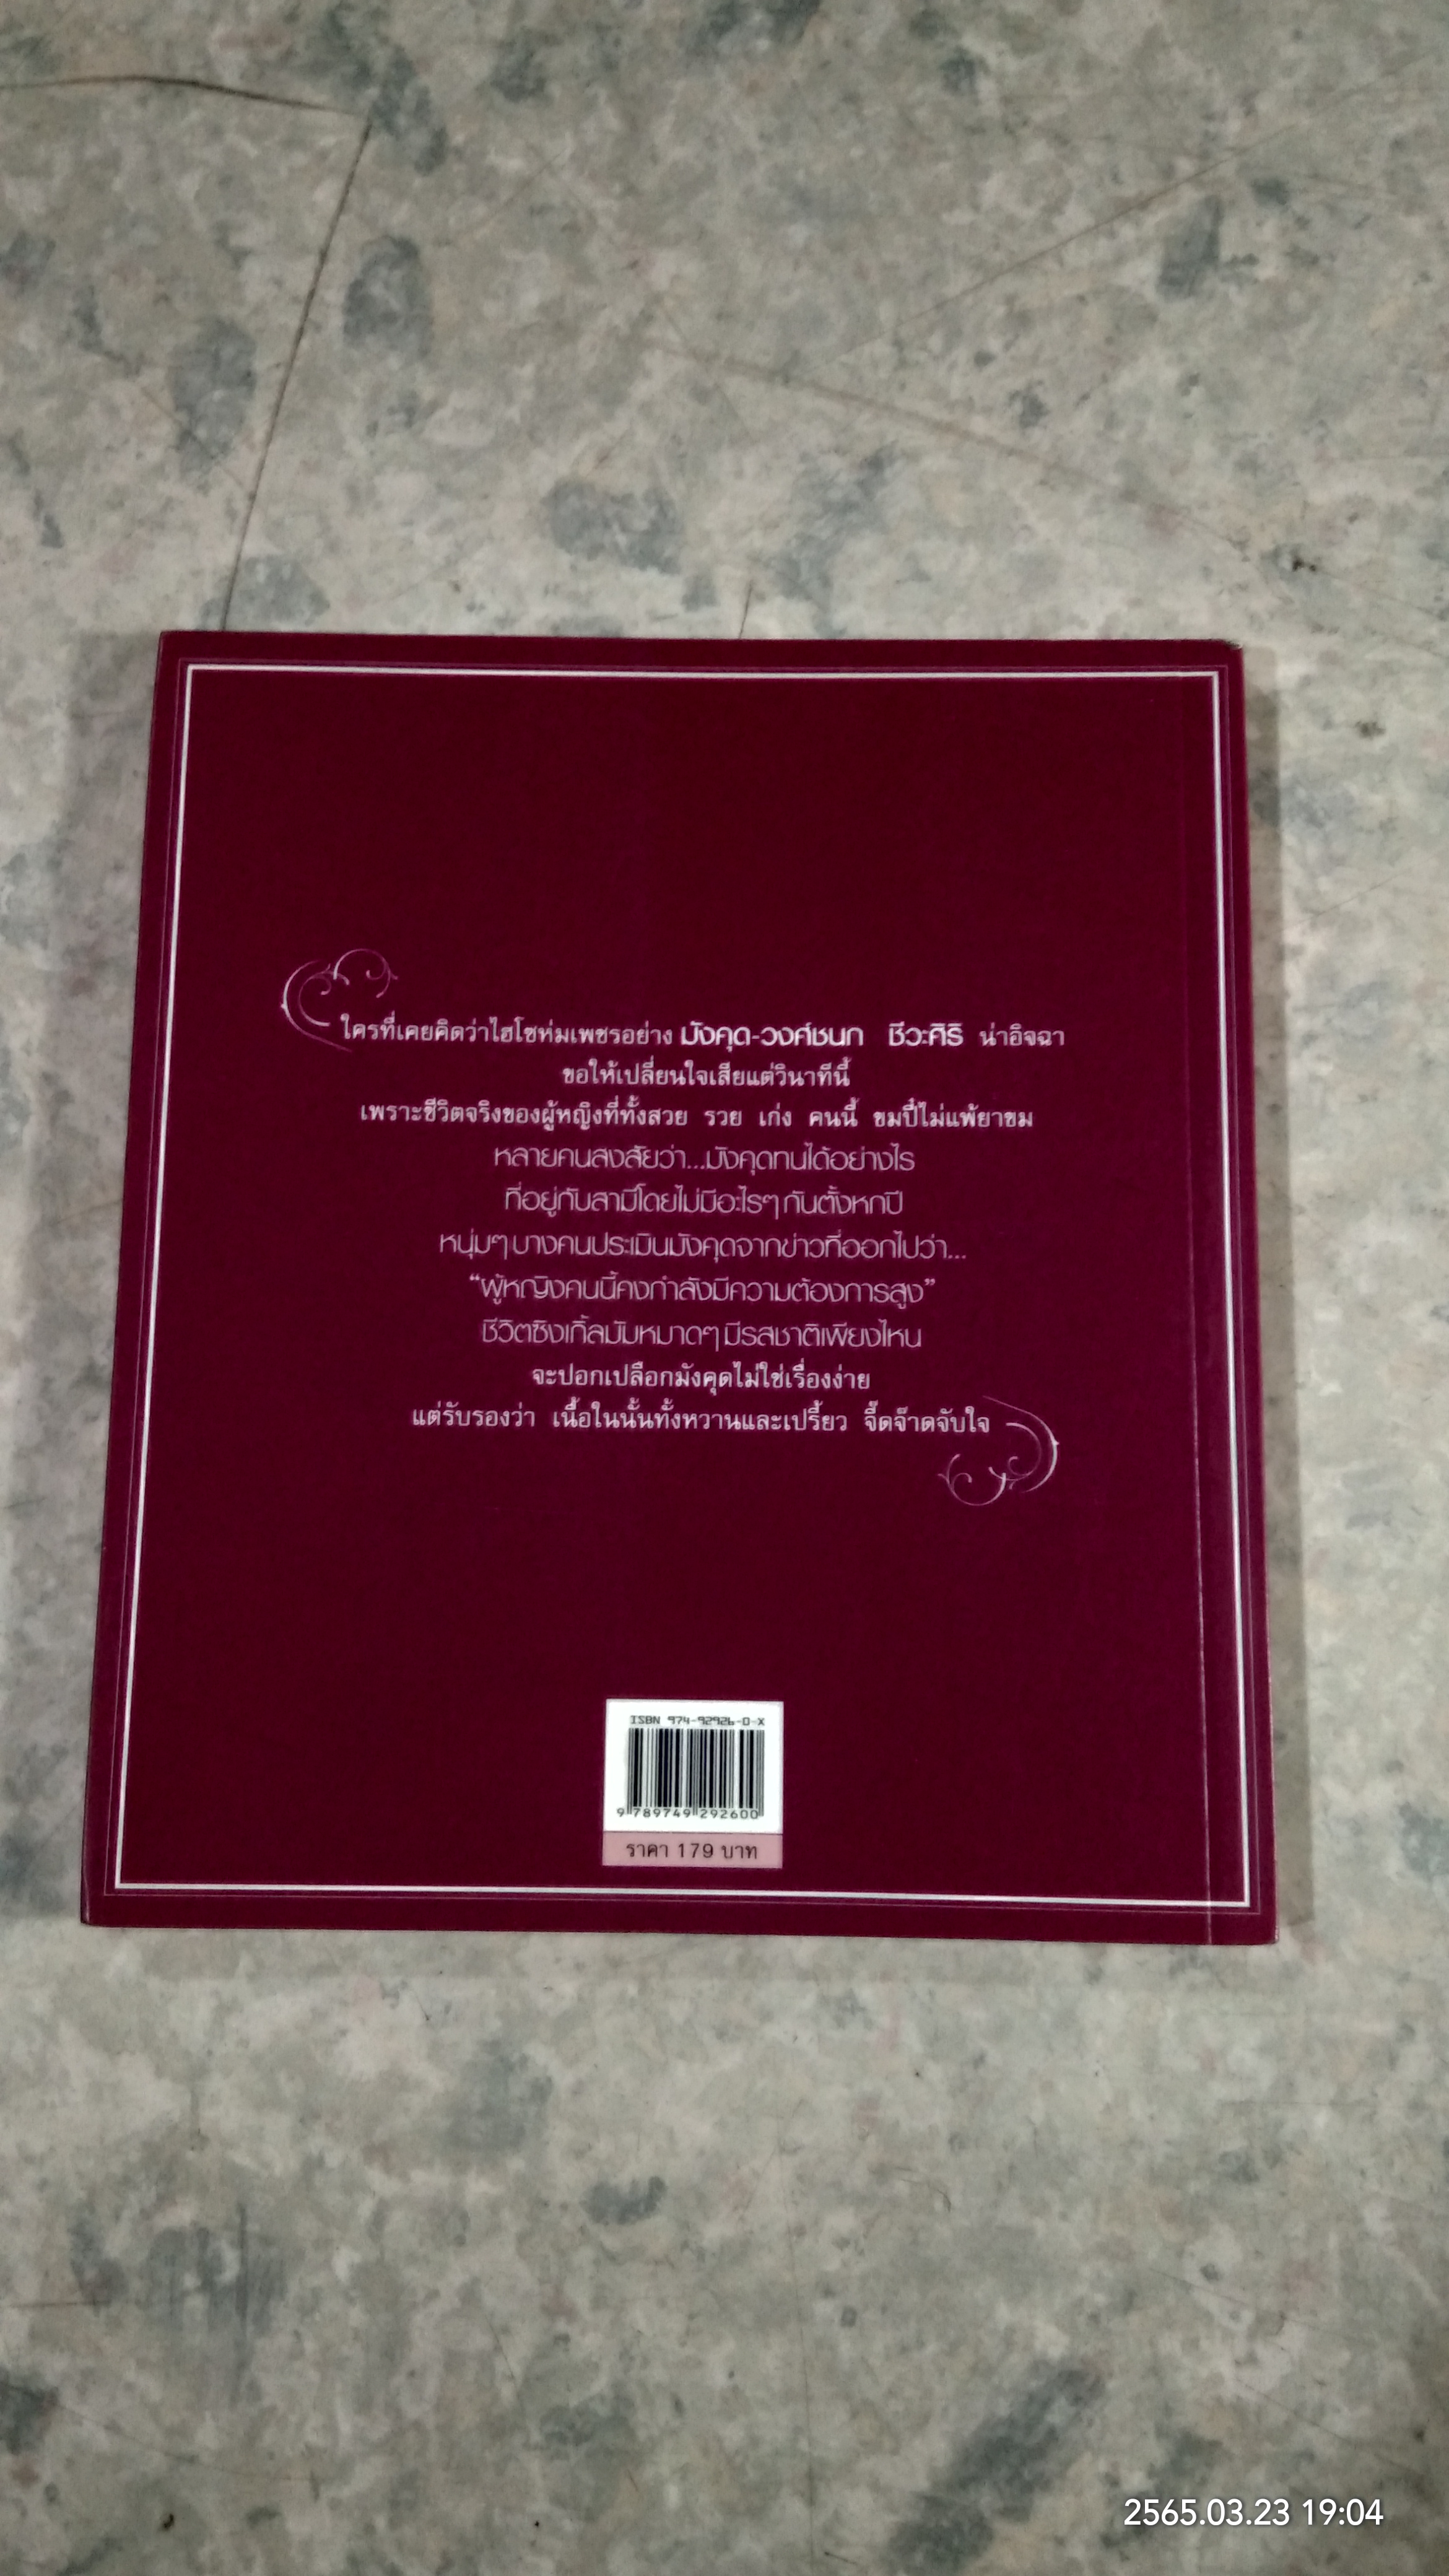 ใครที่เคยคิดว่าไฮโซห่มเพชรอย่าง มังคุด-วงศ์ชนก ชีวะศิริ น่าอิจฉา
ขอให้เปลี่ยนใจเสียแต่วินาทีนี้
เพราะชีวิตจริงของผู้หญิงที่ทั้งสวย รวย เก่ง คนนี้ ขมปี๋ไม่แพ้ยาขม
หลายคนสงสัยว่า...มังคุดทนได้อย่างไร
ที่อยู่กับสามีโดยไม่มีอะไรๆ กันตั้งหกปี
หนุ่มๆ บางคนประเมินมังคุดจากข่าวที่ออกไปว่า...
“ผู้หญิงคนนี้คงกำลังมีความต้องการสูง”
ชีวิตซิงเกิ้ลมัมหมาดๆ มีรสชาติเพียงไหน
จะปอกเปลือกมังคุดไม่ใช่เรื่องง่าย
แต่รับรองว่า เนื้อในนั้นทั้งหวานและเปรี้ยว จี๊ดจ๊าดจับใจ
ISBN 974-92926-0-X
9 789749 292600
ราคา 179 บาท
2565.03.23 19:04